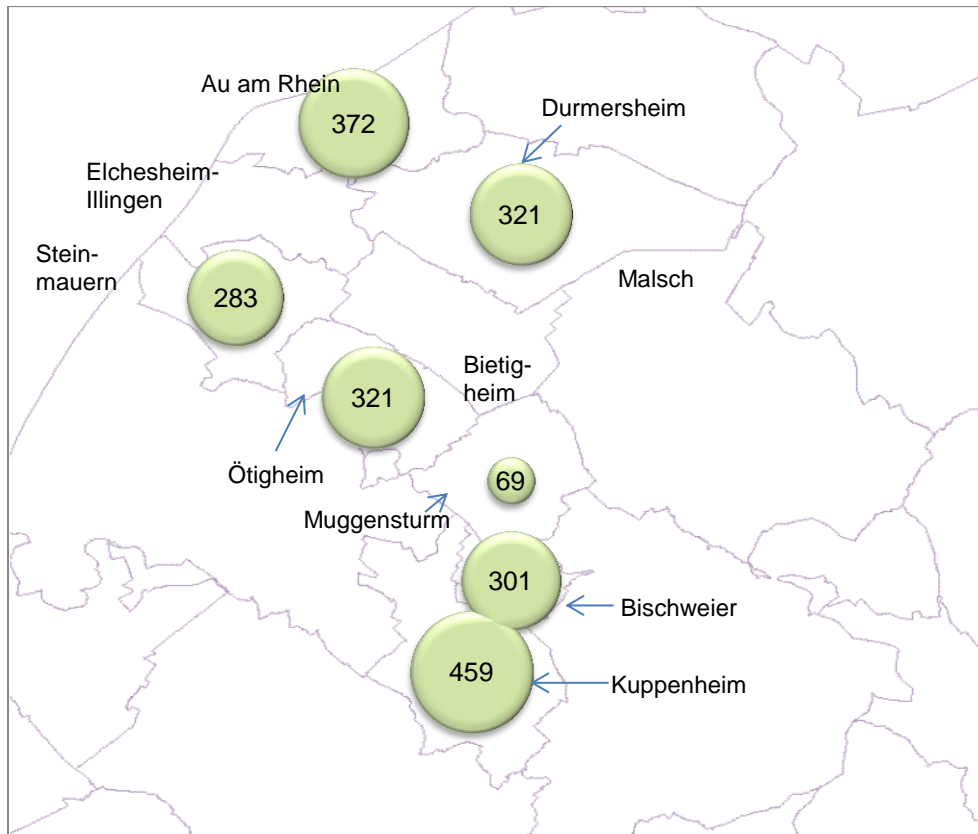 Au am Rhein
372
Durmersheim
321
Elchesheim-
Illingen
Stein-
mauern
283
Malsch
Bietig-
heim
321
Ötigheim
69
Muggensturm
301
Bischweier
459
Kuppenheim